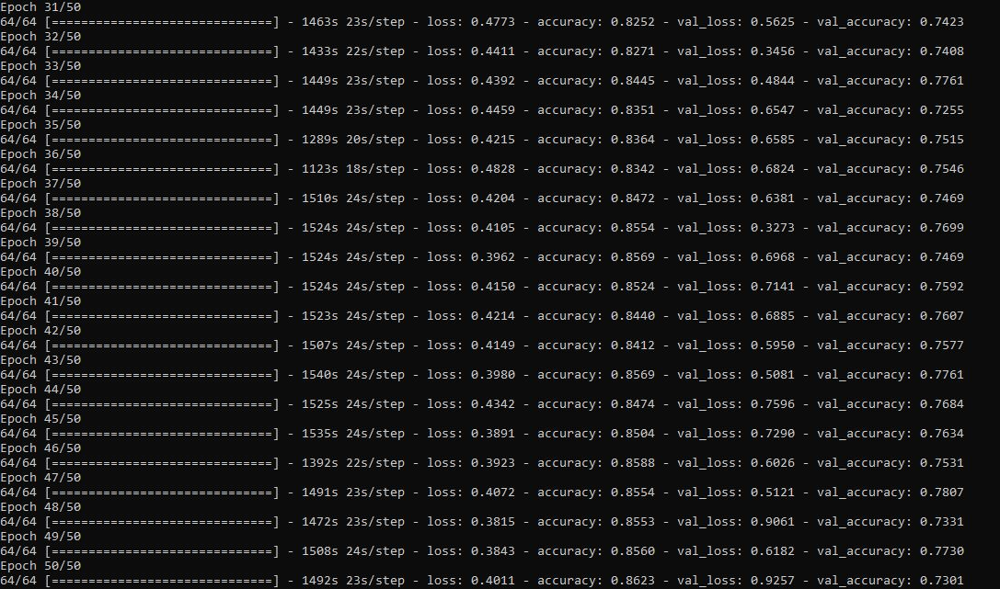 Epoch 31/50
64/64 [==============================] - 1463s 23s/step - loss: 0.4773 - accuracy: 0.8252 - val_loss: 0.5625 - val_accuracy: 0.7423
Epoch 32/50
64/64 [==============================] - 1433s 22s/step - loss: 0.4411 - accuracy: 0.8271 - val_loss: 0.3456 - val_accuracy: 0.7408
Epoch 33/50
64/64 [==============================] - 1449s 23s/step - loss: 0.4392 - accuracy: 0.8445 - val_loss: 0.4844 - val_accuracy: 0.7761
Epoch 34/50
64/64 [==============================] - 1449s 23s/step - loss: 0.4459 - accuracy: 0.8351 - val_loss: 0.6547 - val_accuracy: 0.7255
Epoch 35/50
64/64 [==============================] - 1289s 20s/step - loss: 0.4215 - accuracy: 0.8364 - val_loss: 0.6585 - val_accuracy: 0.7515
Epoch 36/50
64/64 [==============================] - 1123s 18s/step - loss: 0.4828 - accuracy: 0.8342 - val_loss: 0.6824 - val_accuracy: 0.7546
Epoch 37/50
64/64 [==============================] - 1510s 24s/step - loss: 0.4204 - accuracy: 0.8472 - val_loss: 0.6381 - val_accuracy: 0.7469
Epoch 38/50
64/64 [==============================] - 1524s 24s/step - loss: 0.4105 - accuracy: 0.8554 - val_loss: 0.3273 - val_accuracy: 0.7699
Epoch 39/50
64/64 [==============================] - 1524s 24s/step - loss: 0.3962 - accuracy: 0.8569 - val_loss: 0.6968 - val_accuracy: 0.7469
Epoch 40/50
64/64 [==============================] - 1524s 24s/step - loss: 0.4150 - accuracy: 0.8524 - val_loss: 0.7141 - val_accuracy: 0.7592
Epoch 41/50
64/64 [==============================] - 1523s 24s/step - loss: 0.4214 - accuracy: 0.8440 - val_loss: 0.6885 - val_accuracy: 0.7607
Epoch 42/50
64/64 [==============================] - 1507s 24s/step - loss: 0.4149 - accuracy: 0.8412 - val_loss: 0.5950 - val_accuracy: 0.7577
Epoch 43/50
64/64 [==============================] - 1540s 24s/step - loss: 0.3980 - accuracy: 0.8569 - val_loss: 0.5081 - val_accuracy: 0.7761
Epoch 44/50
64/64 [==============================] - 1525s 24s/step - loss: 0.4342 - accuracy: 0.8474 - val_loss: 0.7596 - val_accuracy: 0.7684
Epoch 45/50
64/64 [==============================] - 1535s 24s/step - loss: 0.3891 - accuracy: 0.8504 - val_loss: 0.7290 - val_accuracy: 0.7634
Epoch 46/50
64/64 [==============================] - 1392s 22s/step - loss: 0.3923 - accuracy: 0.8588 - val_loss: 0.6026 - val_accuracy: 0.7531
Epoch 47/50
64/64 [==============================] - 1491s 23s/step - loss: 0.4072 - accuracy: 0.8554 - val_loss: 0.5121 - val_accuracy: 0.7807
Epoch 48/50
64/64 [==============================] - 1472s 23s/step - loss: 0.3815 - accuracy: 0.8553 - val_loss: 0.9061 - val_accuracy: 0.7331
Epoch 49/50
64/64 [==============================] - 1508s 24s/step - loss: 0.3843 - accuracy: 0.8560 - val_loss: 0.6182 - val_accuracy: 0.7730
Epoch 50/50
64/64 [==============================] - 1492s 23s/step - loss: 0.4011 - accuracy: 0.8623 - val_loss: 0.9257 - val_accuracy: 0.7301